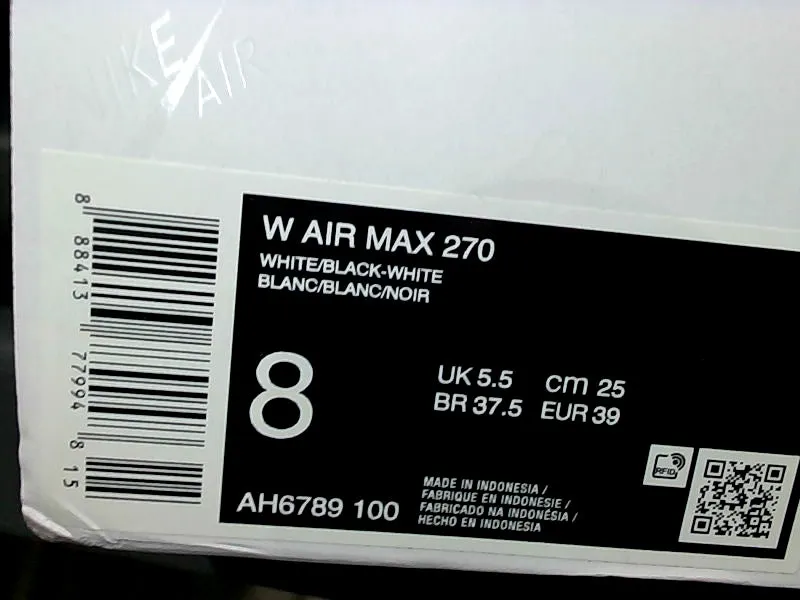 NIKE AIR
W AIR MAX 270
WHITE/BLACK-WHITE
BLANC/BLANC/NOIR
8
UK 5.5 cm 25
BR 37.5 EUR 39
AH6789 100
MADE IN INDONESIA /
FABRIQUE EN INDONESIE /
FABRICADO NA INDONÉSIA /
HECHO EN INDONESIA
RFID
8 88413 77994 8 15